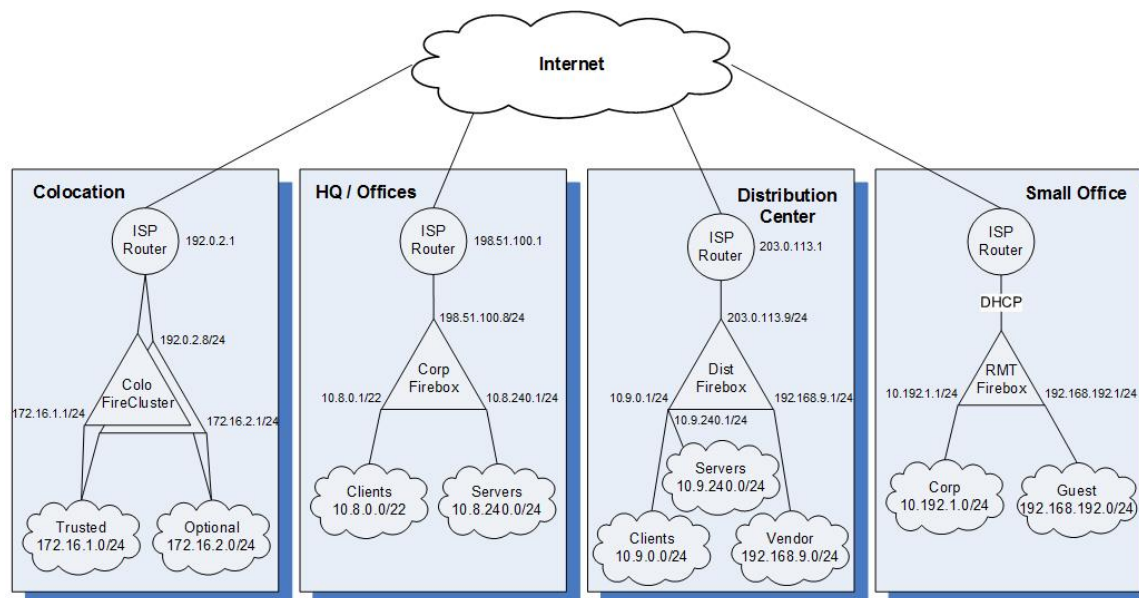 Internet
Colocation
ISP
Router
192.0.2.1
192.0.2.8/24
Colo
FireCluster
172.16.1.1/24
172.16.2.1/24
Trusted
172.16.1.0/24
Optional
172.16.2.0/24
HQ / Offices
ISP
Router
198.51.100.1
198.51.100.8/24
Corp
Firebox
10.8.0.1/22
10.8.240.1/24
Clients
10.8.0.0/22
Servers
10.8.240.0/24
Distribution
Center
ISP
Router
203.0.113.1
203.0.113.9/24
Dist
Firebox
10.9.0.1/24
192.168.9.1/24
10.9.240.1/24
Servers
10.9.240.0/24
Clients
10.9.0.0/24
Vendor
192.168.9.0/24
Small Office
ISP
Router
DHCP
RMT
Firebox
10.192.1.1/24
192.168.192.1/24
Corp
10.192.1.0/24
Guest
192.168.192.0/24